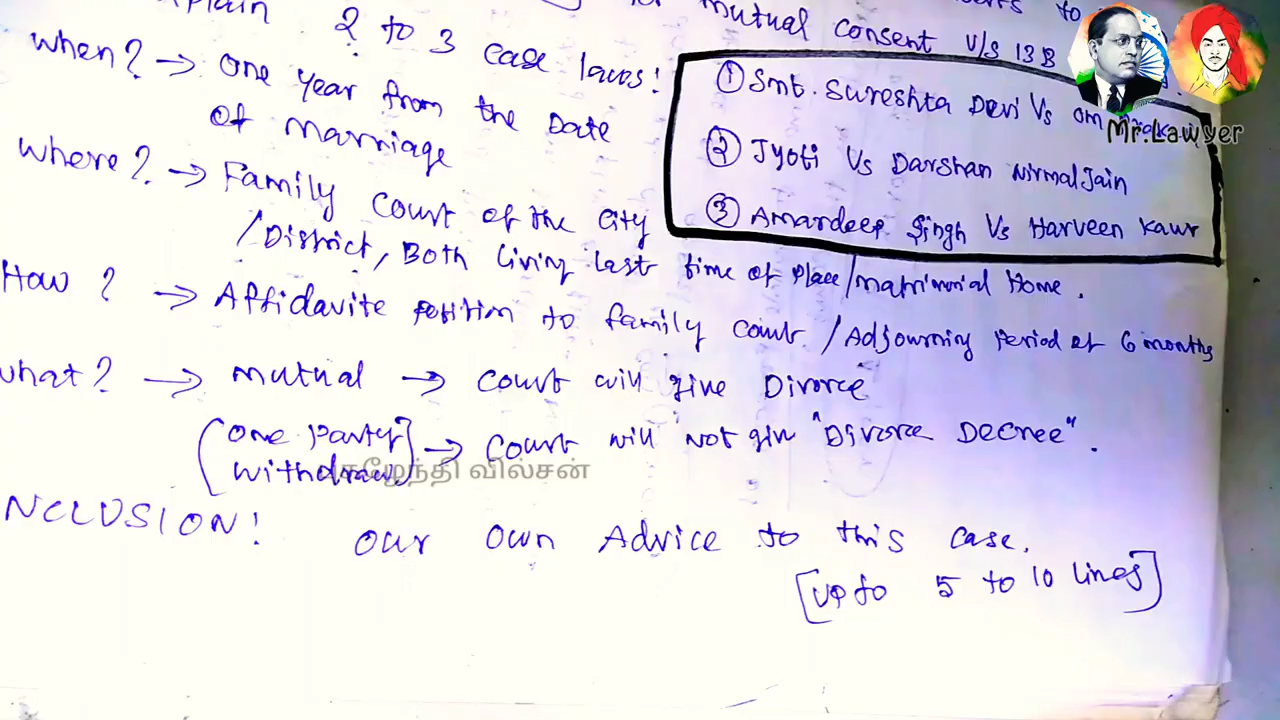 plain 2 to 3 case laws!
mutual consent u/s 13 B
when? → one year from the Date
of marriage
① Smt. Sureshta Devi Vs om
② Jyoti Vs Darshan Nirmal Jain
③ Amardeep Singh Vs Harveen Kaur
Mr.Lawyer
where? → Family court of the city
/District, Both living last time of place/matrimonial Home.
How? → Affidavite petition to family court /Adjourning period of 6 months
what? → mutual → court will give Divorce
[one party withdraw] → court will not give "Divorce Decree".
வில்சன்
NCLUSION! our own Advice to this case.
[upto 5 to 10 lines]